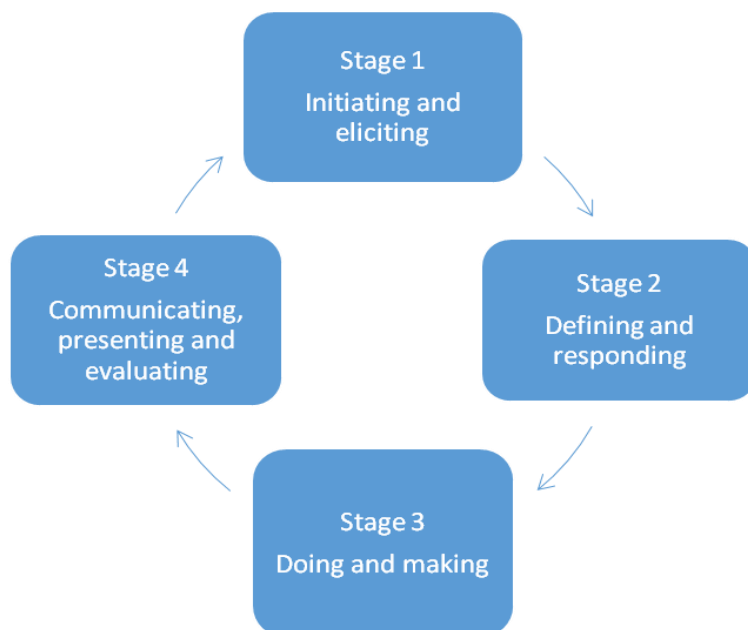 Stage 1
Initiating and
eliciting
Stage 2
Defining and
responding
Stage 3
Doing and making
Stage 4
Communicating,
presenting and
evaluating